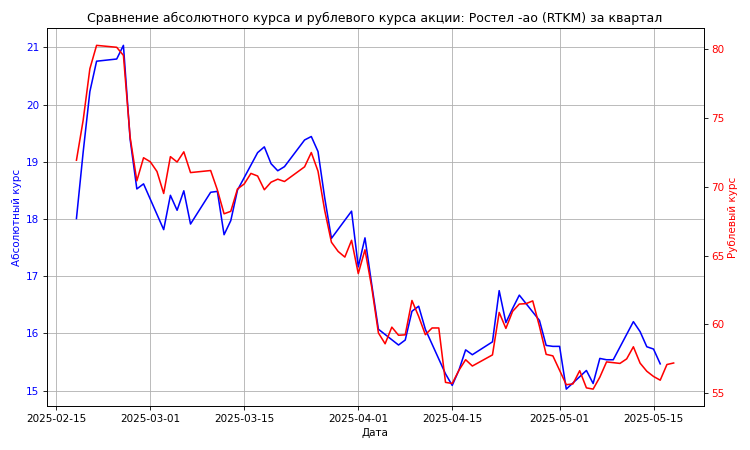 Сравнение абсолютного курса и рублевого курса акции: Ростел -ао (RTKM) за квартал
Абсолютный курс
21
20
19
18
17
16
15
80
75
70
65
60
55
Рублевый курс
2025-02-15 2025-03-01 2025-03-15 2025-04-01 2025-04-15 2025-05-01 2025-05-15
Дата